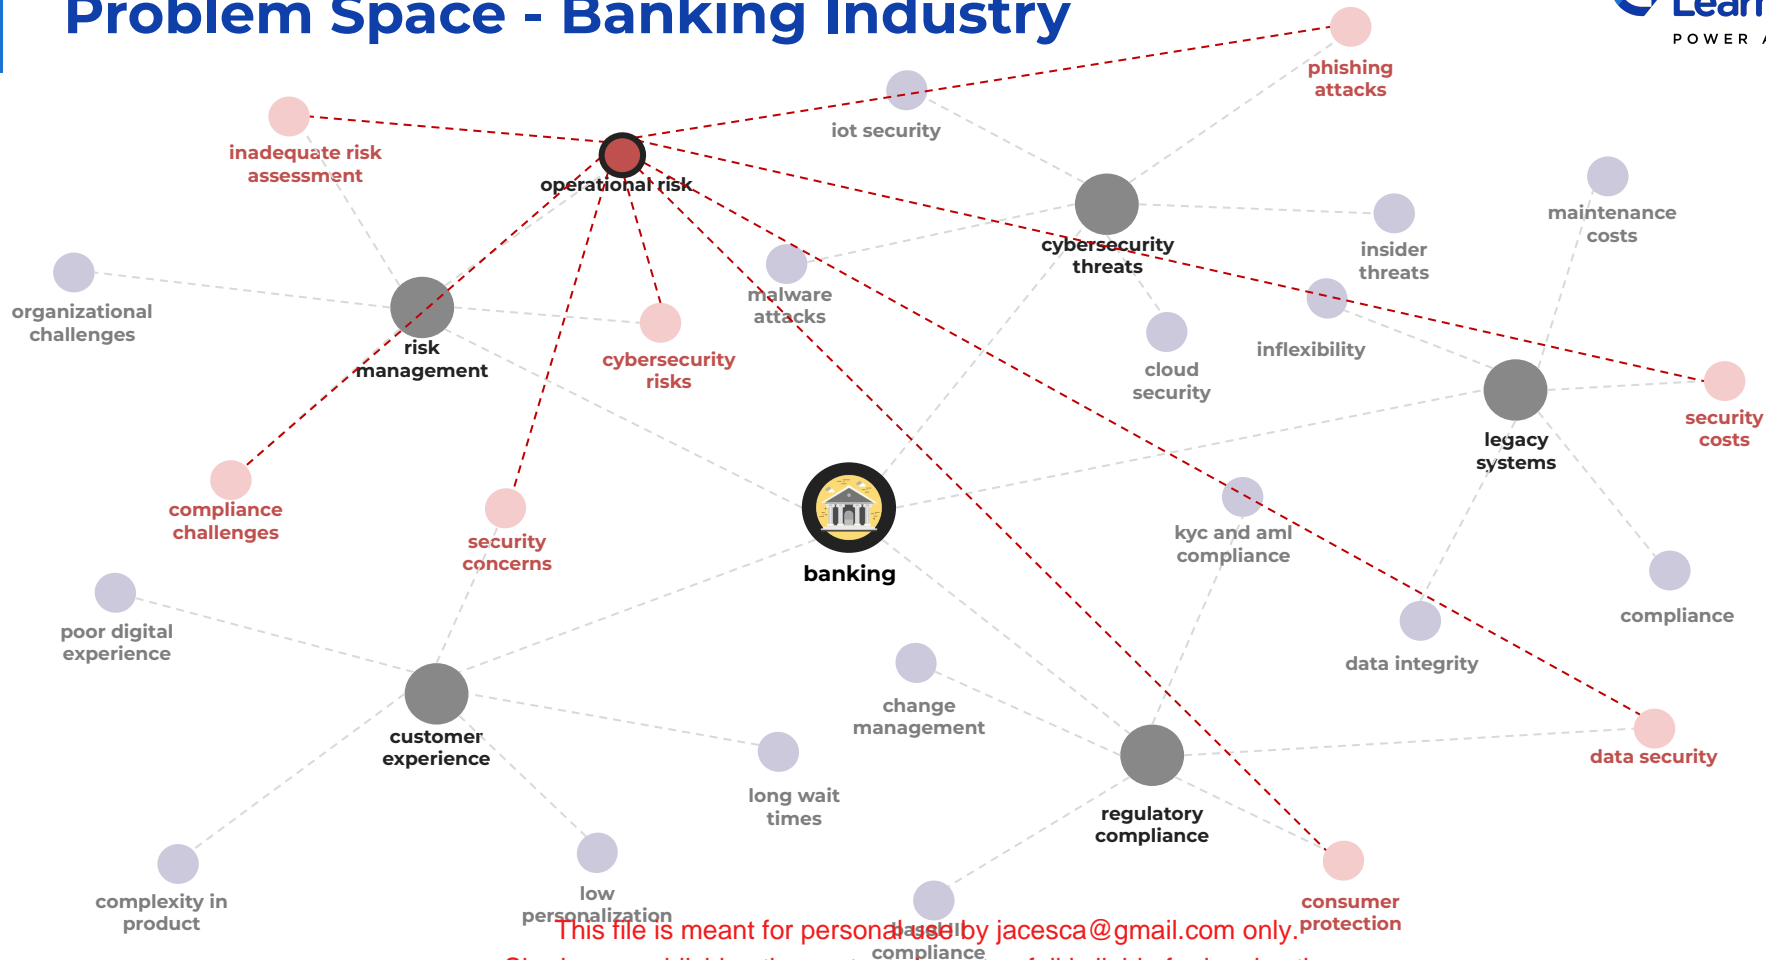 Problem Space - Banking Industry
Learn
POWER A
phishing
attacks
iot security
inadequate risk
assessment
operational risk
maintenance
costs
cybersecurity
threats
insider
threats
organizational
challenges
malware
attacks
risk
management
cybersecurity
risks
inflexibility
cloud
security
security
costs
legacy
systems
compliance
challenges
security
concerns
kyc and aml
compliance
banking
poor digital
experience
compliance
data integrity
change
management
customer
experience
data security
long wait
times
regulatory
compliance
complexity in
product
low
personalization
consumer
protection
basel III
compliance
This file is meant for personal use by jacesca@gmail.com only.